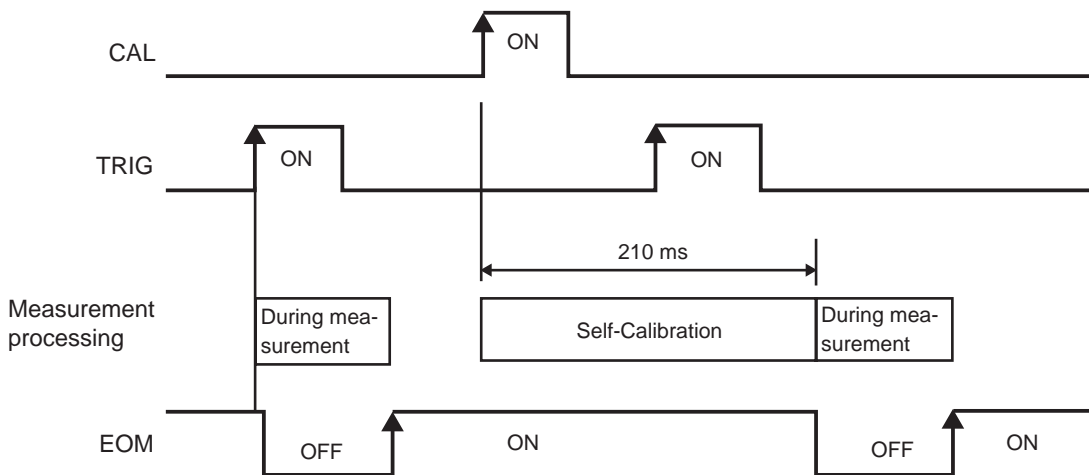 CAL
ON
TRIG
ON
ON
210 ms
Measurement
processing
During mea-
surement
Self-Calibration
During mea-
surement
EOM
OFF
ON
OFF
ON